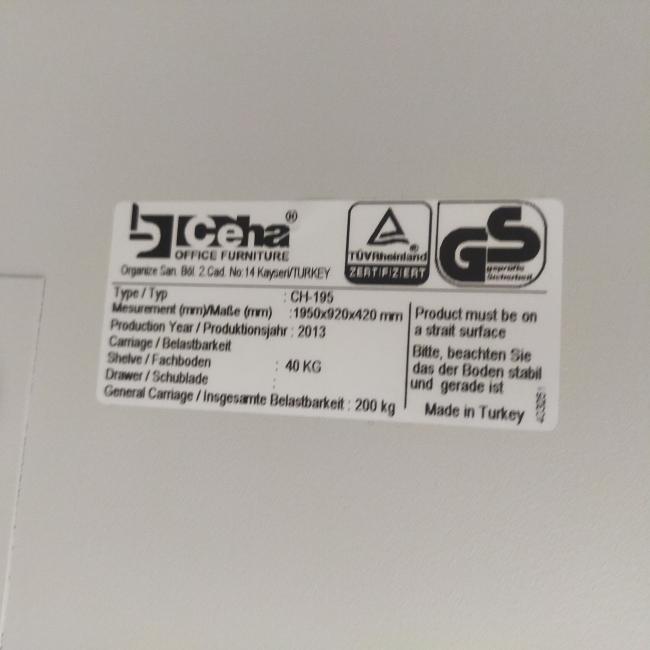 Ceha®
OFFICE FURNITURE
Organize San. Böl. 2.Cad. No:14 Kayseri/TURKEY
TÜVRheinland®
ZERTIFIZIERT
GS
geprüfte
Sicherheit
Type / Typ : CH-195
Mesurement (mm)/Maße (mm) :1950x920x420 mm
Production Year / Produktionsjahr : 2013
Carriage / Belastbarkeit
Shelve / Fachboden : 40 KG
Drawer / Schublade :
General Carriage / Insgesamte Belastbarkeit : 200 kg
Product must be on
a strait surface
Bitte, beachten Sie
das der Boden stabil
und gerade ist
Made in Turkey